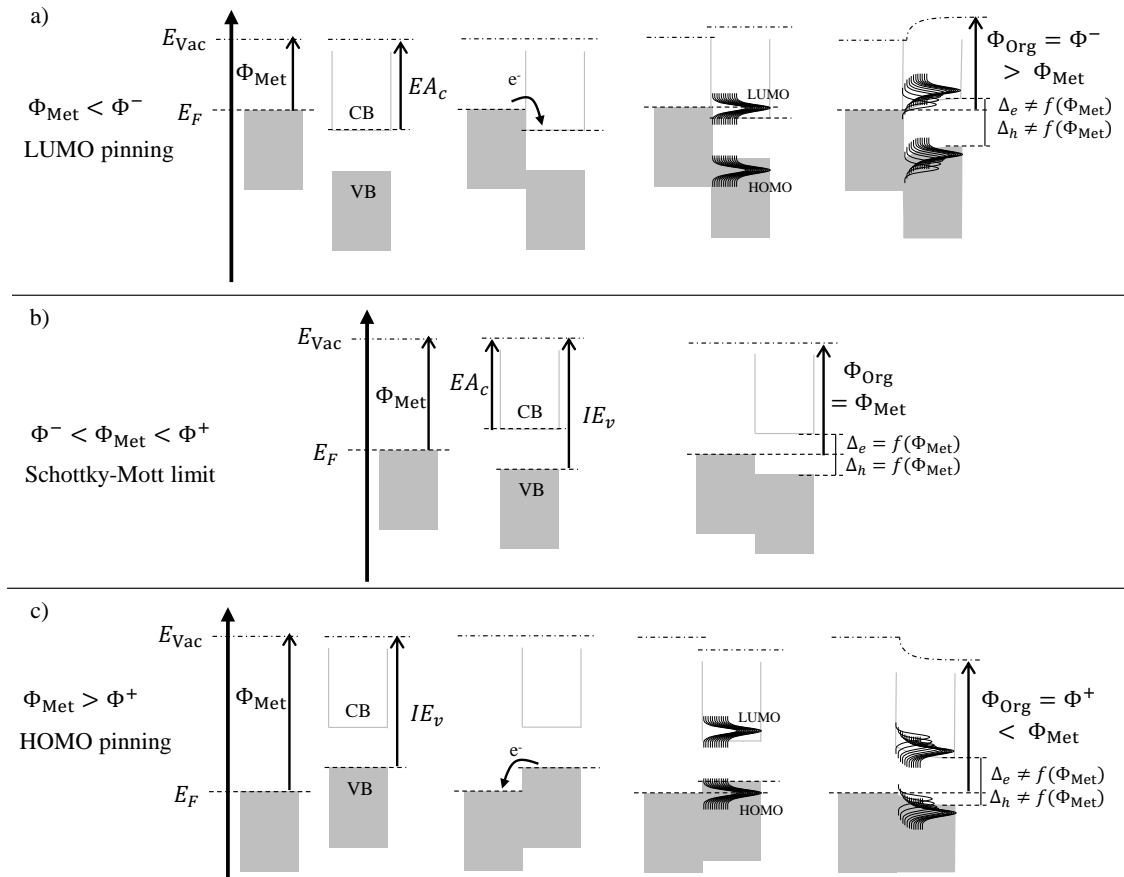 a)
E_Vac
Φ_Met
EA_c
E_F
CB
VB
Φ_Met < Φ⁻
LUMO pinning
e⁻
LUMO
HOMO
Φ_Org = Φ⁻
> Φ_Met
Δ_e ≠ f(Φ_Met)
Δ_h ≠ f(Φ_Met)
b)
E_Vac
Φ_Met
EA_c
IE_v
CB
VB
E_F
Φ⁻ < Φ_Met < Φ⁺
Schottky-Mott limit
Φ_Org
= Φ_Met
Δ_e = f(Φ_Met)
Δ_h = f(Φ_Met)
c)
E_Vac
Φ_Met
IE_v
CB
VB
E_F
Φ_Met > Φ⁺
HOMO pinning
e⁻
LUMO
HOMO
Φ_Org = Φ⁺
< Φ_Met
Δ_e ≠ f(Φ_Met)
Δ_h ≠ f(Φ_Met)